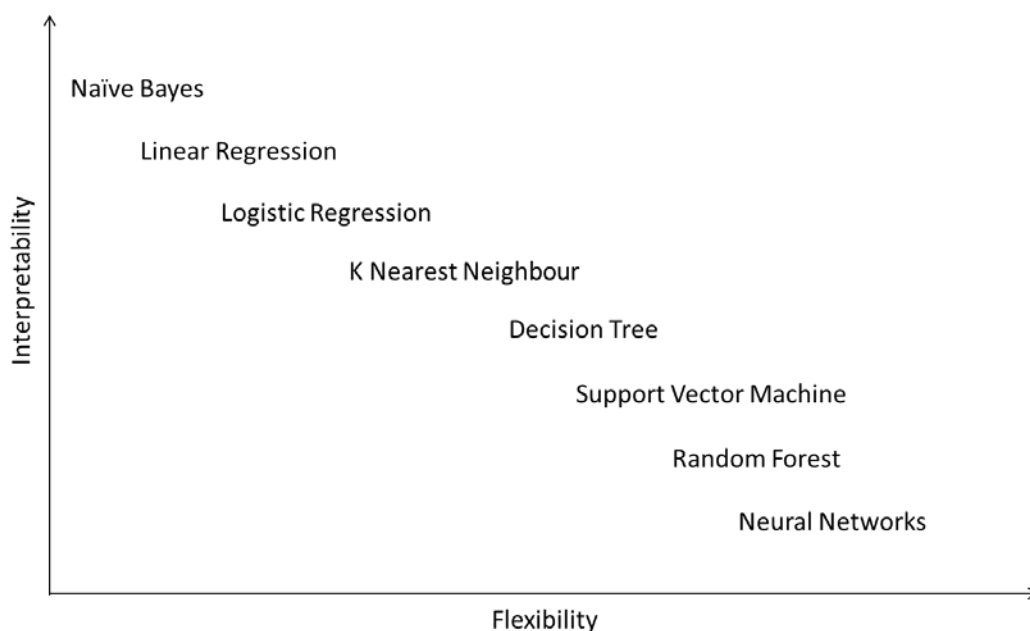 Naïve Bayes
Linear Regression
Logistic Regression
K Nearest Neighbour
Decision Tree
Support Vector Machine
Random Forest
Neural Networks
Interpretability
Flexibility